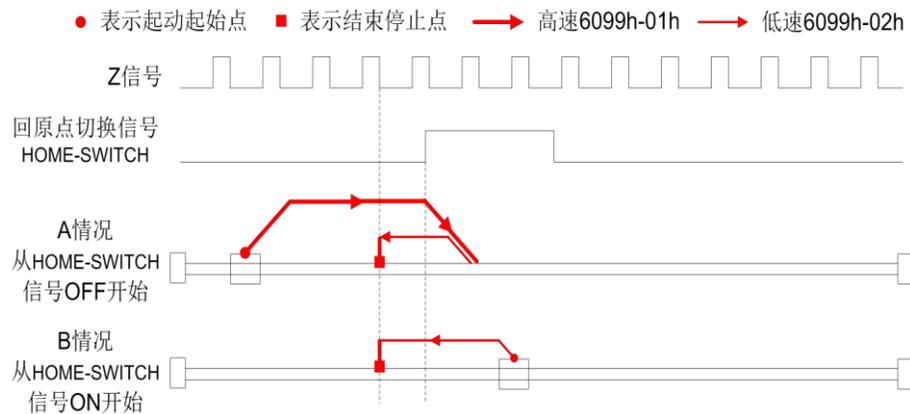 表示起动起始点 表示结束停止点 高速6099h-01h 低速6099h-02h
Z信号
回原点切换信号
HOME-SWITCH
A情况
从HOME-SWITCH
信号OFF开始
B情况
从HOME-SWITCH
信号ON开始